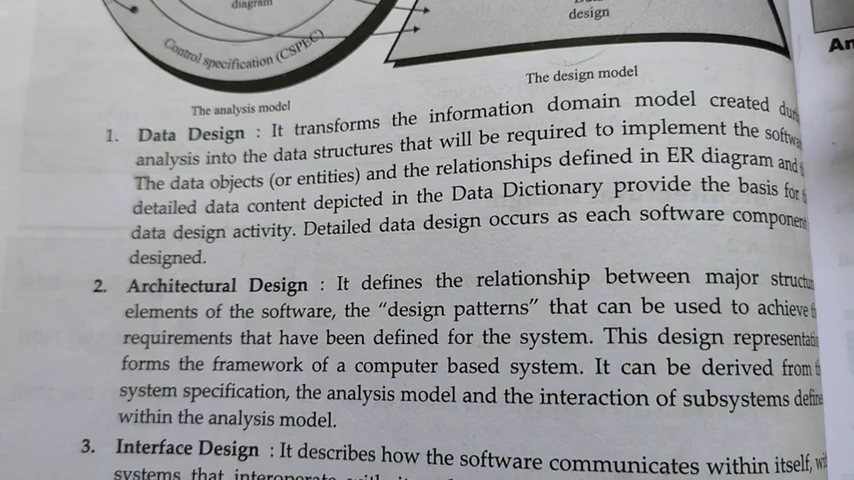 diagram
design
Control specification (CSPEC)
An
The design model
The analysis model
1. Data Design : It transforms the information domain model created
analysis into the data structures that will be required to implement the
The data objects (or entities) and the relationships defined in ER diagram and
detailed data content depicted in the Data Dictionary provide the basis for
data design activity. Detailed data design occurs as each software component
designed.
2. Architectural Design : It defines the relationship between major
elements of the software, the “design patterns” that can be used to achieve
requirements that have been defined for the system. This design
forms the framework of a computer based system. It can be derived from
system specification, the analysis model and the interaction of subsystems
within the analysis model.
3. Interface Design : It describes how the software communicates within itself,
systems that